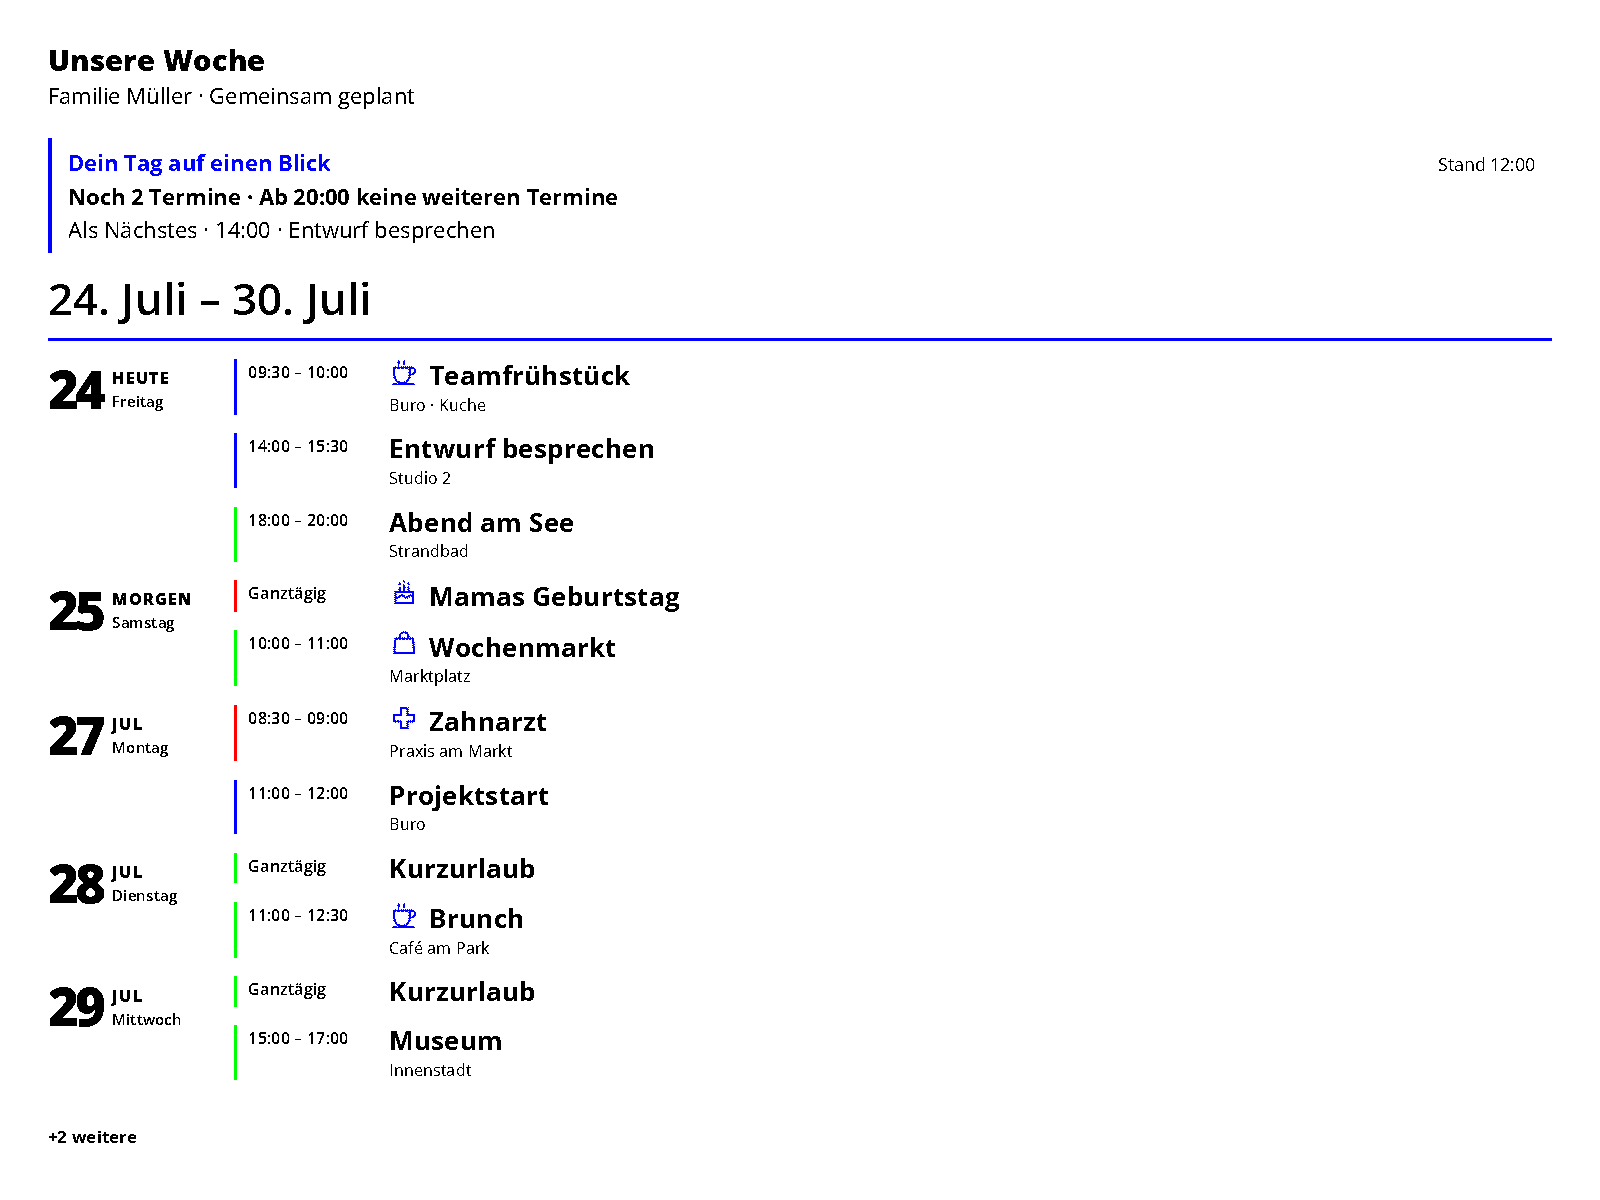 Unsere Woche
Familie Müller · Gemeinsam geplant
Dein Tag auf einen Blick
Stand 12:00
Noch 2 Termine · Ab 20:00 keine weiteren Termine
Als Nächstes · 14:00 · Entwurf besprechen
24. Juli – 30. Juli
24 HEUTE Freitag
09:30 – 10:00 Teamfrühstück
Buro · Kuche
14:00 – 15:30 Entwurf besprechen
Studio 2
18:00 – 20:00 Abend am See
Strandbad
25 MORGEN Samstag
Ganztägig Mamas Geburtstag
10:00 – 11:00 Wochenmarkt
Marktplatz
27 JUL Montag
08:30 – 09:00 Zahnarzt
Praxis am Markt
11:00 – 12:00 Projektstart
Buro
28 JUL Dienstag
Ganztägig Kurzurlaub
11:00 – 12:30 Brunch
Café am Park
29 JUL Mittwoch
Ganztägig Kurzurlaub
15:00 – 17:00 Museum
Innenstadt
+2 weitere